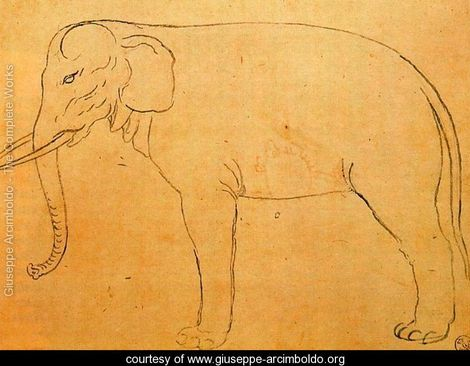 Giuseppe Arcimboldo - The Complete Works
courtesy of www.giuseppe-arcimboldo.org